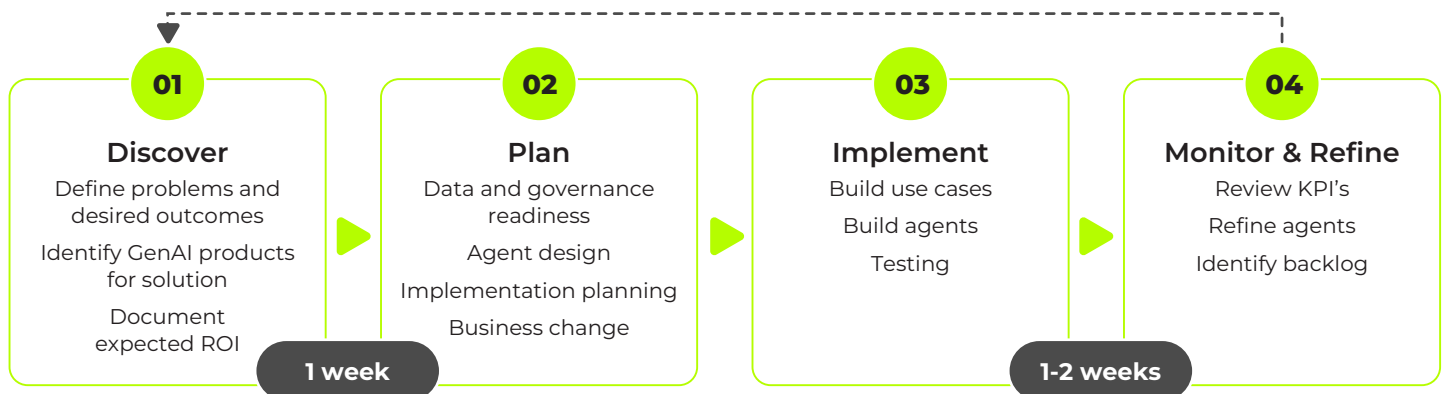 01
Discover
Define problems and
desired outcomes
Identify GenAI products
for solution
Document
expected ROI
02
Plan
Data and governance
readiness
Agent design
Implementation planning
Business change
1 week
03
Implement
Build use cases
Build agents
Testing
04
Monitor & Refine
Review KPI’s
Refine agents
Identify backlog
1-2 weeks